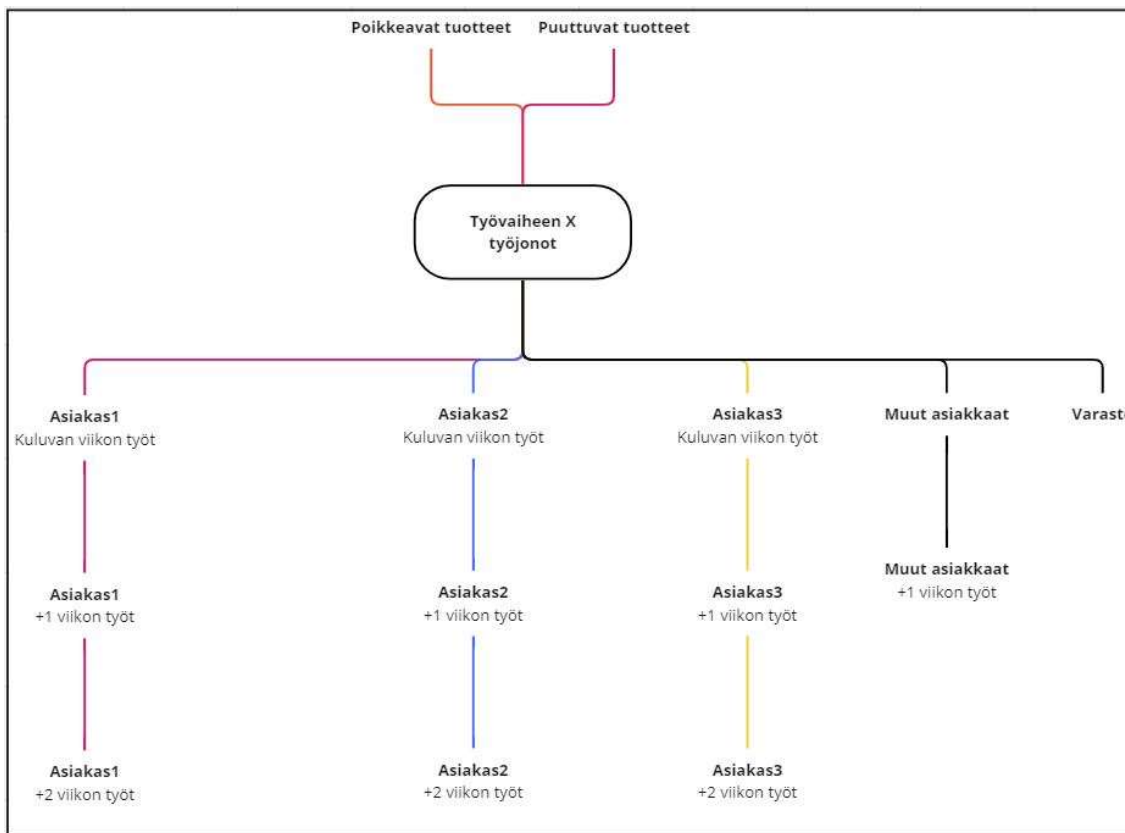 Poikkeavat tuotteet
Puuttuvat tuotteet
Työvaiheen X
työjonot
Asiakas1
Kuluvan viikon työt
Asiakas2
Kuluvan viikon työt
Asiakas3
Kuluvan viikon työt
Muut asiakkaat
Asiakas1
+1 viikon työt
Asiakas2
+1 viikon työt
Asiakas3
+1 viikon työt
Muut asiakkaat
+1 viikon työt
Asiakas1
+2 viikon työt
Asiakas2
+2 viikon työt
Asiakas3
+2 viikon työt